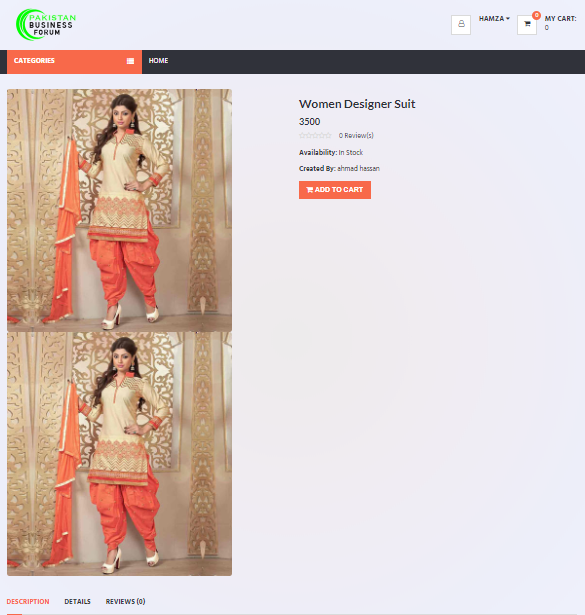 PAKISTAN
BUSINESS
FORUM
HAMZA
0
MY CART:
0
CATEGORIES
HOME
Women Designer Suit
3500
0 Review(s)
Availability: In Stock
Created By: ahmad hassan
ADD TO CART
DESCRIPTION
DETAILS
REVIEWS (0)